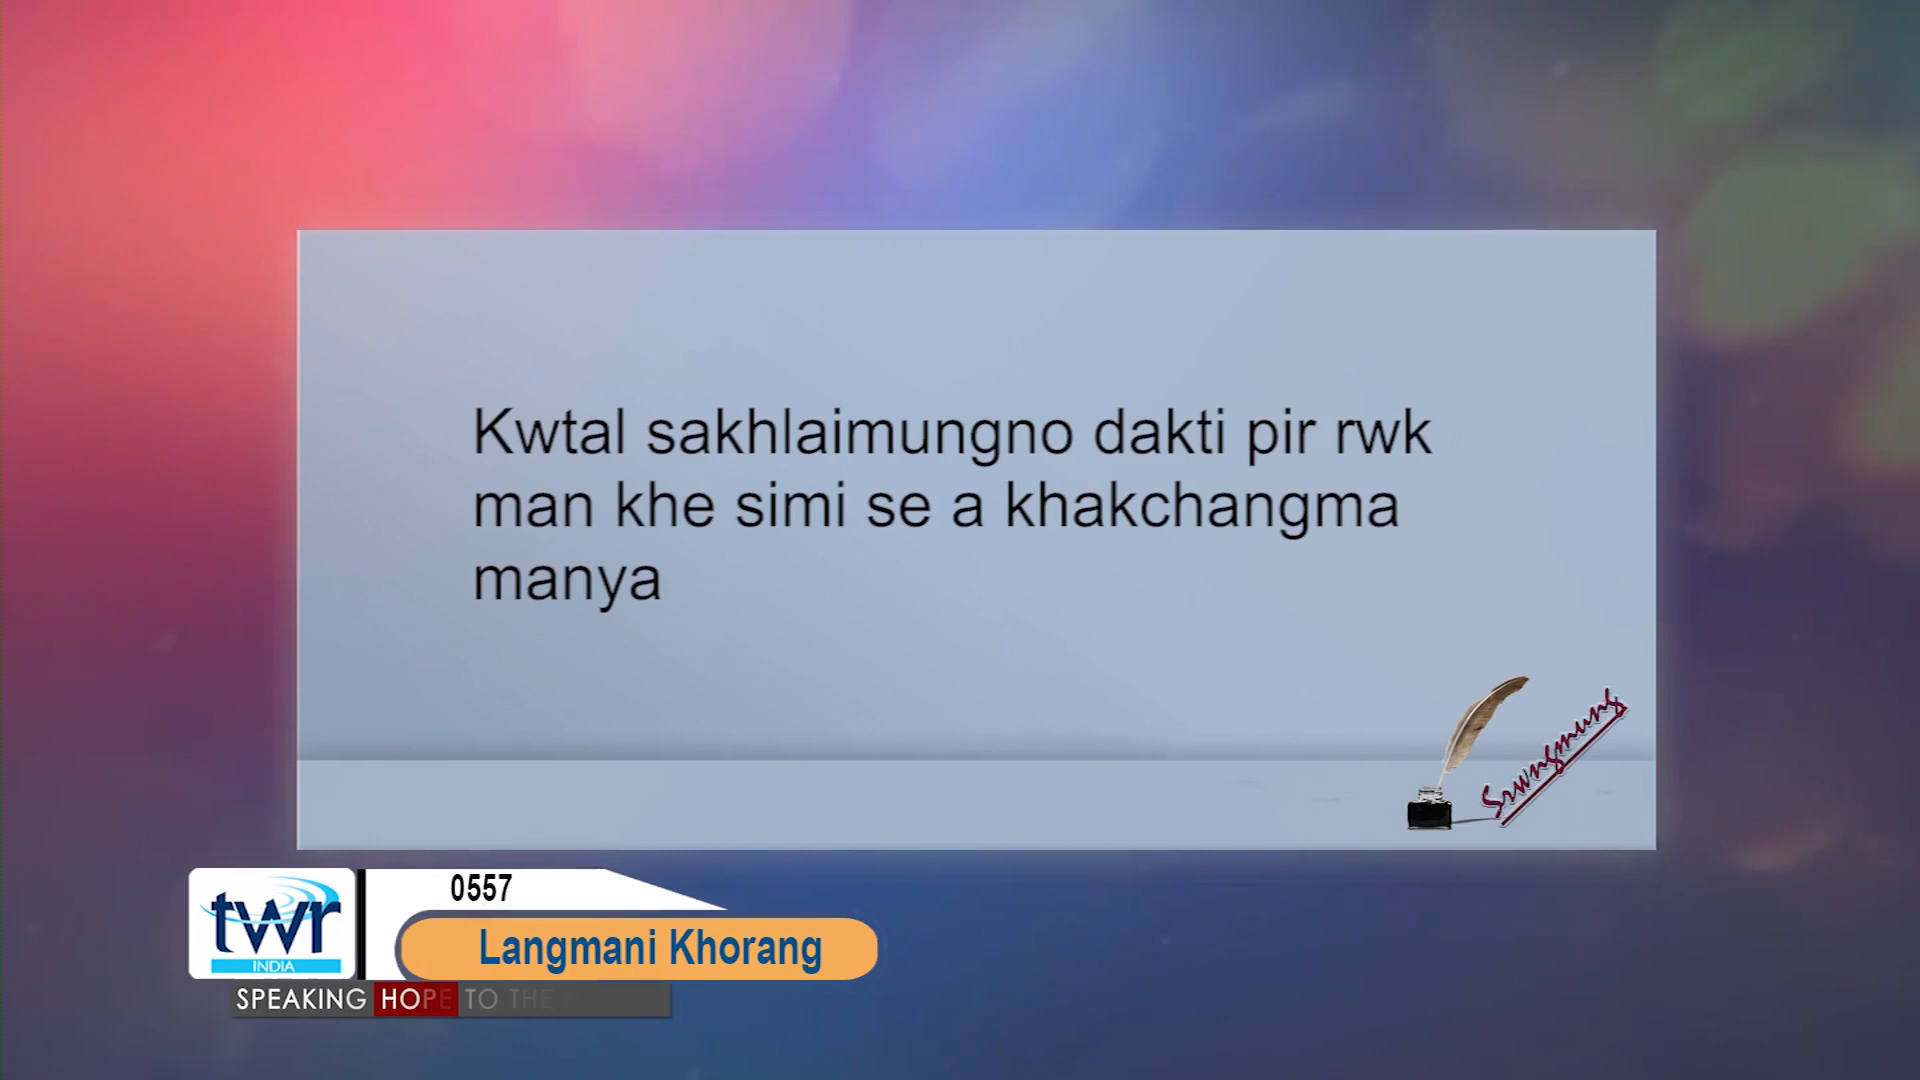 Kwtal sakhlaimungno dakti pir rwk
man khe simi se a khakchangma
manya
Srwngmung
0557
twr
INDIA
Langmani Khorang
SPEAKING HOPE TO THE